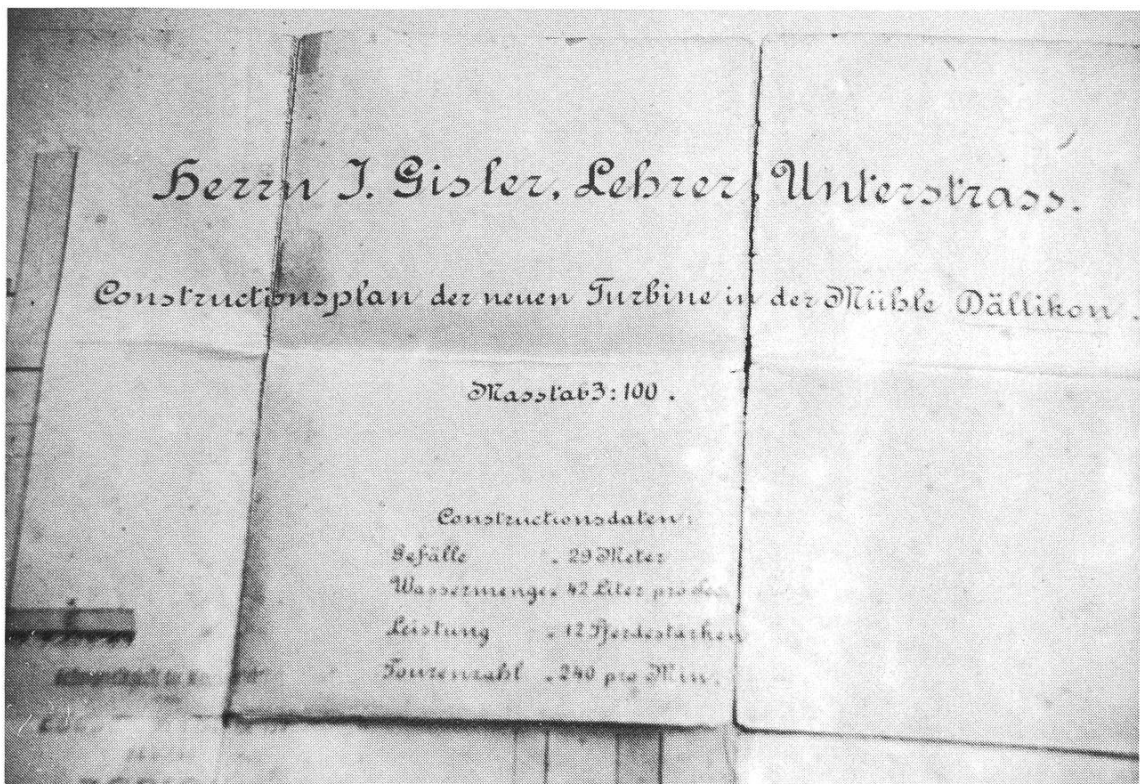 Herrn J. Gisler, Lehrer, Unterstrass.
Constructionsplan der neuen Turbine in der Mühle Dällikon.
Masstab 3:100.
Constructionsdaten:
Gefälle = 29 Meter
Wassermenge = 42 Liter pro Sec.
Leistung = 12 Pferdestärken
Tourenzahl = 240 pro Min.